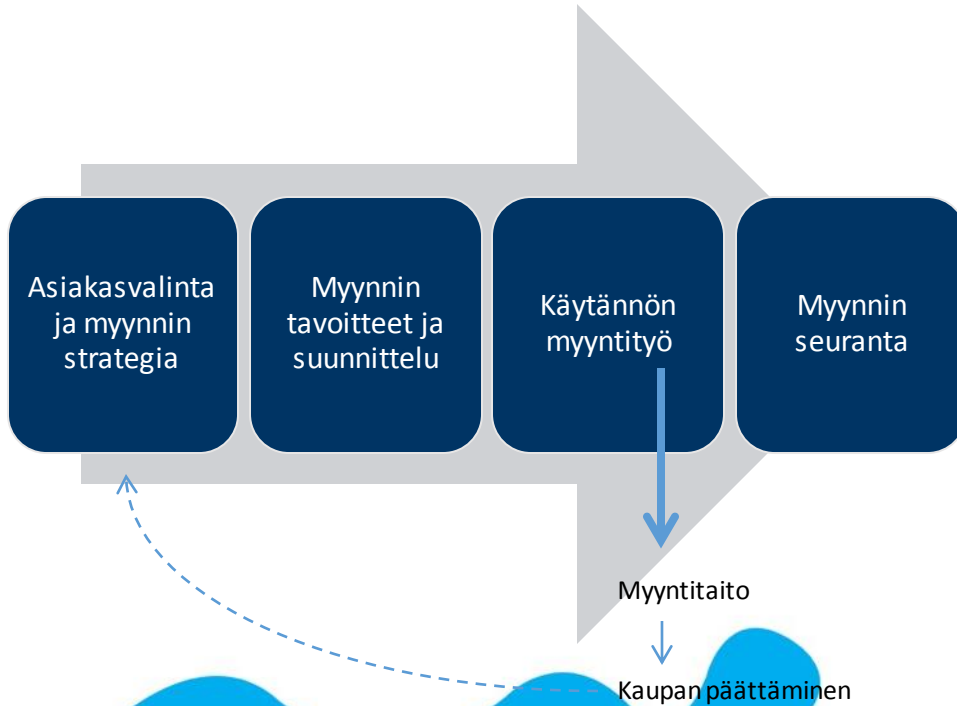 Asiakasvalinta
ja myynnin
strategia
Myynnin
tavoitteet ja
suunnittelu
Käytännön
myyntityö
Myynnin
seuranta
Myyntitaito
Kaupan päättäminen